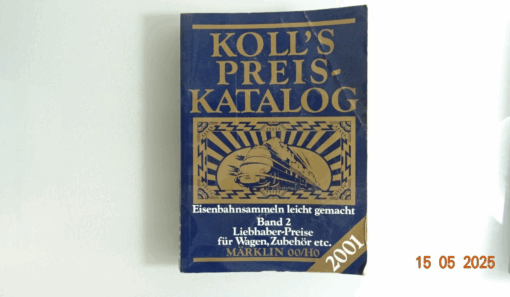 KOLL'S
PREIS-
KATALOG
Eisenbahnsammeln leicht gemacht
Band 2
Liebhaber-Preise
für Wagen, Zubehör etc.
MÄRKLIN 00/H0
2001
15 05 2025